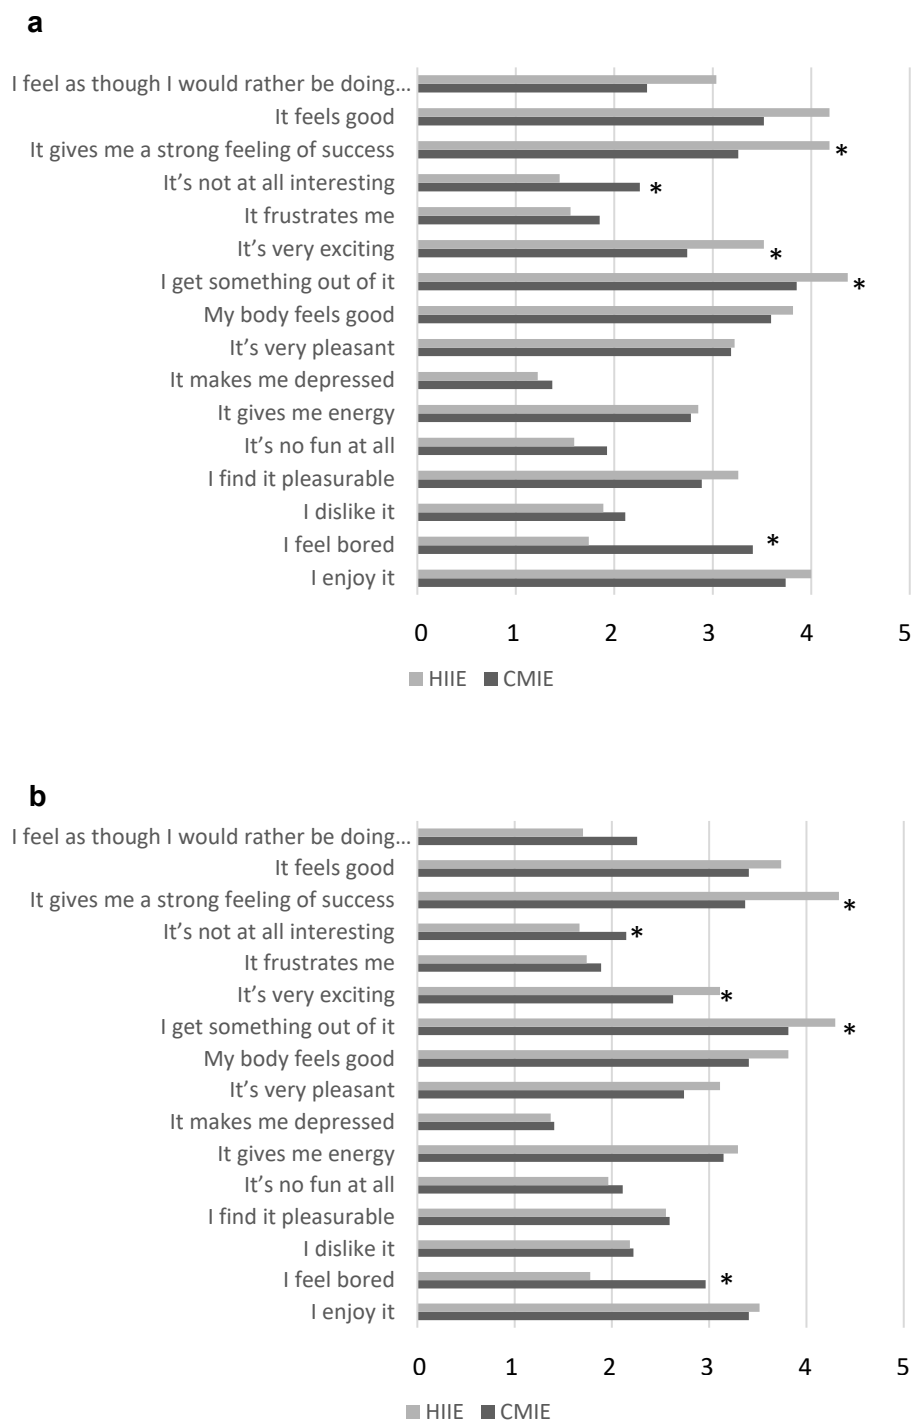 a
I feel as though I would rather be doing...
It feels good
It gives me a strong feeling of success
*
It’s not at all interesting
*
It frustrates me
It’s very exciting
*
I get something out of it
*
My body feels good
It’s very pleasant
It makes me depressed
It gives me energy
It’s no fun at all
I find it pleasurable
I dislike it
I feel bored
*
I enjoy it
0 1 2 3 4 5
HIIE CMIE
b
I feel as though I would rather be doing...
It feels good
It gives me a strong feeling of success
*
It’s not at all interesting
*
It frustrates me
It’s very exciting
*
I get something out of it
*
My body feels good
It’s very pleasant
It makes me depressed
It gives me energy
It’s no fun at all
I find it pleasurable
I dislike it
I feel bored
*
I enjoy it
0 1 2 3 4 5
HIIE CMIE